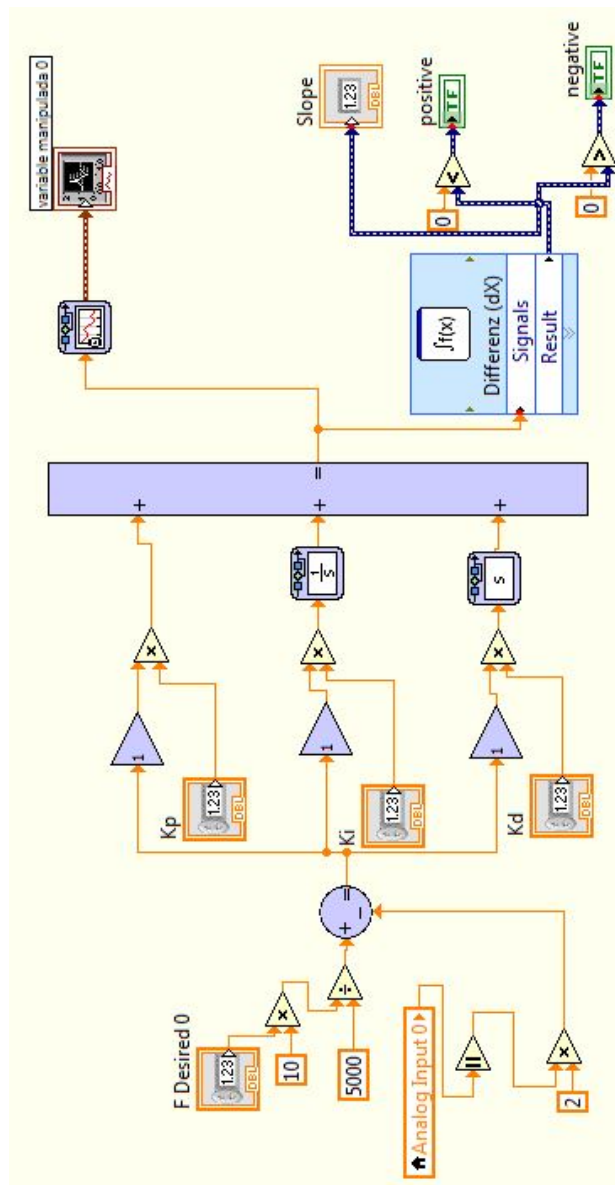 F Desired 0
1.23
DBL
10
×
5000
÷
Analog Input 0
||
2
×
+
−
=
Kp
1.23
DBL
1
×
Ki
1.23
DBL
1
×
1/s
Kd
1.23
DBL
1
×
s
+
+
+
=
variable manipulada 0
∫f(x)
Differenz (dX)
Signals
Result
Slope
1.23
DBL
0
<
positive
TF
0
>
negative
TF